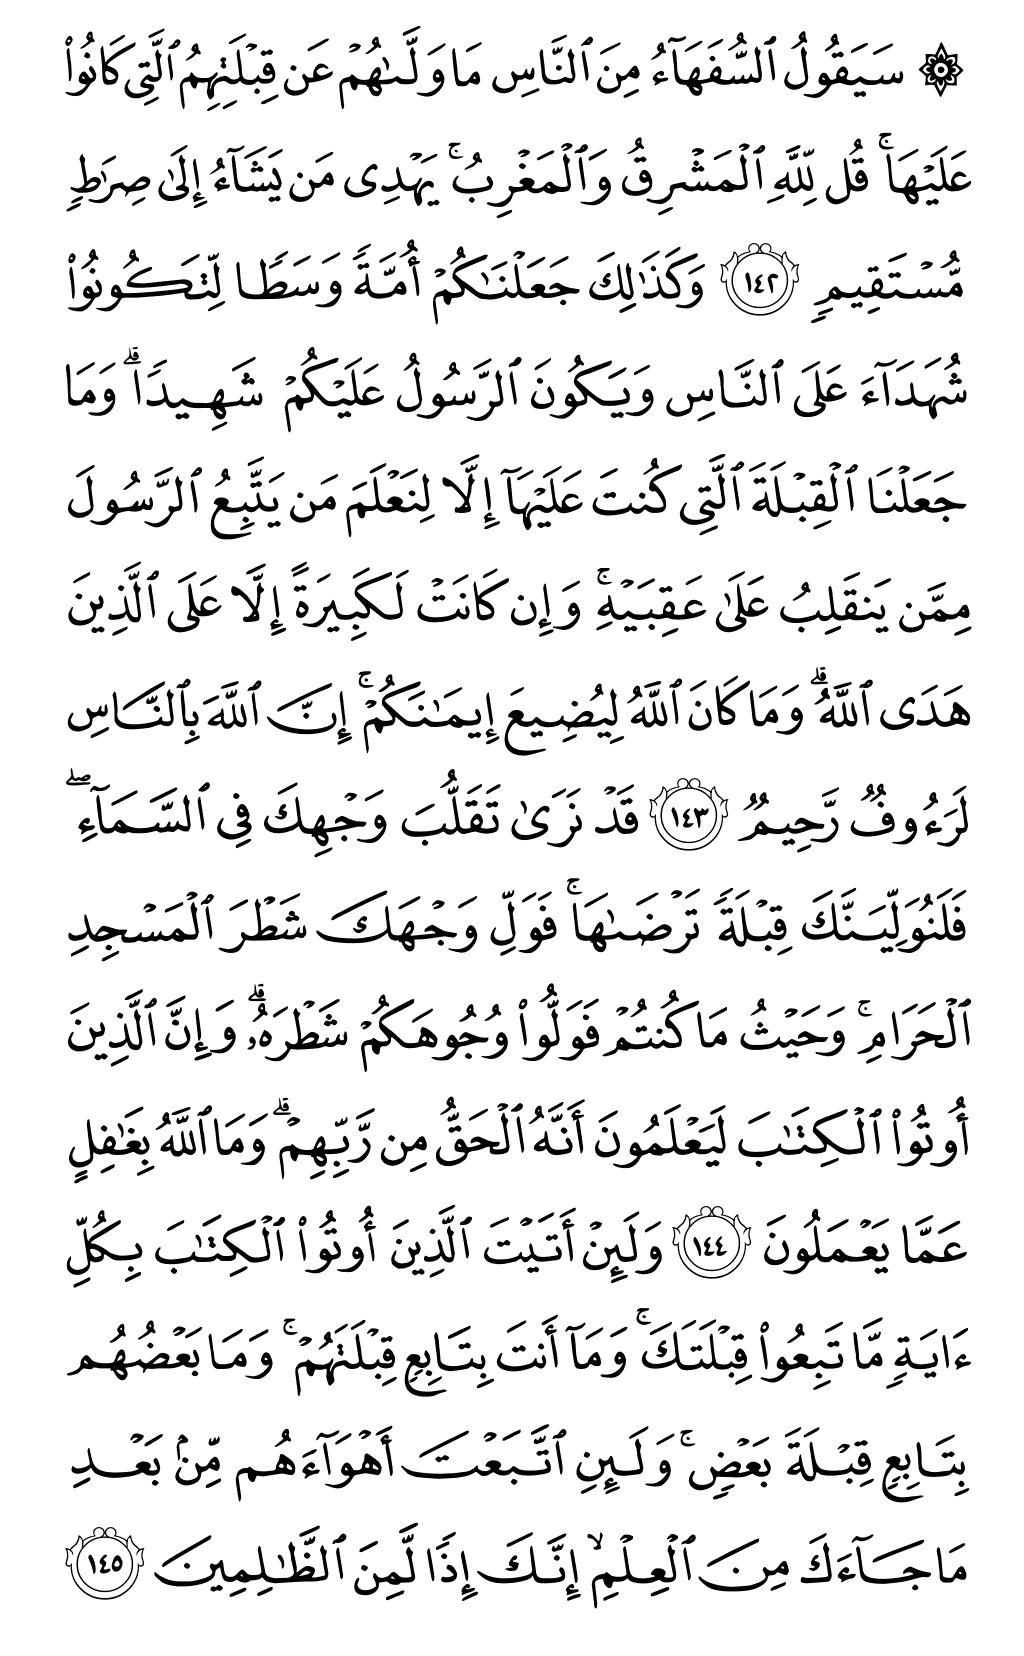 ۞ سَيَقُولُ ٱلسُّفَهَآءُ مِنَ ٱلنَّاسِ مَا وَلَّىٰهُمْ عَن قِبْلَتِهِمُ ٱلَّتِى كَانُوا۟
عَلَيْهَا ۚ قُل لِّلَّهِ ٱلْمَشْرِقُ وَٱلْمَغْرِبُ ۚ يَهْدِى مَن يَشَآءُ إِلَىٰ صِرَٰطٍ
مُّسْتَقِيمٍ ١٤٢ وَكَذَٰلِكَ جَعَلْنَـٰكُمْ أُمَّةً وَسَطًا لِّتَكُونُوا۟
شُهَدَآءَ عَلَى ٱلنَّاسِ وَيَكُونَ ٱلرَّسُولُ عَلَيْكُمْ شَهِيدًا ۗ وَمَا
جَعَلْنَا ٱلْقِبْلَةَ ٱلَّتِى كُنتَ عَلَيْهَآ إِلَّا لِنَعْلَمَ مَن يَتَّبِعُ ٱلرَّسُولَ
مِمَّن يَنقَلِبُ عَلَىٰ عَقِبَيْهِ ۚ وَإِن كَانَتْ لَكَبِيرَةً إِلَّا عَلَى ٱلَّذِينَ
هَدَى ٱللَّهُ ۗ وَمَا كَانَ ٱللَّهُ لِيُضِيعَ إِيمَـٰنَكُمْ ۚ إِنَّ ٱللَّهَ بِٱلنَّاسِ
لَرَءُوفٌ رَّحِيمٌ ١٤٣ قَدْ نَرَىٰ تَقَلُّبَ وَجْهِكَ فِى ٱلسَّمَآءِ ۖ
فَلَنُوَلِّيَنَّكَ قِبْلَةً تَرْضَىٰهَا ۚ فَوَلِّ وَجْهَكَ شَطْرَ ٱلْمَسْجِدِ
ٱلْحَرَامِ ۚ وَحَيْثُ مَا كُنتُمْ فَوَلُّوا۟ وُجُوهَكُمْ شَطْرَهُۥ ۗ وَإِنَّ ٱلَّذِينَ
أُوتُوا۟ ٱلْكِتَـٰبَ لَيَعْلَمُونَ أَنَّهُ ٱلْحَقُّ مِن رَّبِّهِمْ ۗ وَمَا ٱللَّهُ بِغَـٰفِلٍ
عَمَّا يَعْمَلُونَ ١٤٤ وَلَئِنْ أَتَيْتَ ٱلَّذِينَ أُوتُوا۟ ٱلْكِتَـٰبَ بِكُلِّ
ءَايَةٍ مَّا تَبِعُوا۟ قِبْلَتَكَ ۚ وَمَآ أَنتَ بِتَابِعٍ قِبْلَتَهُمْ ۚ وَمَا بَعْضُهُم
بِتَابِعٍ قِبْلَةَ بَعْضٍ ۚ وَلَئِنِ ٱتَّبَعْتَ أَهْوَآءَهُم مِّنۢ بَعْدِ
مَا جَآءَكَ مِنَ ٱلْعِلْمِ ۙ إِنَّكَ إِذًا لَّمِنَ ٱلظَّـٰلِمِينَ ١٤٥